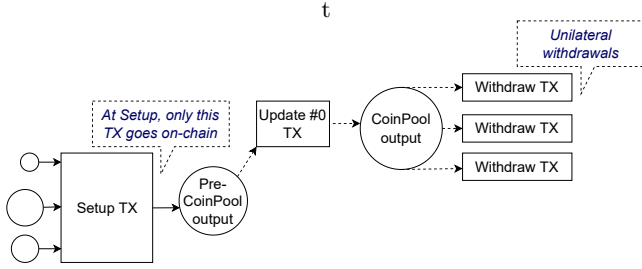 t
Unilateral
withdrawals
At Setup, only this
TX goes on-chain
Update #0
TX
CoinPool
output
Withdraw TX
Withdraw TX
Withdraw TX
Setup TX
Pre-
CoinPool
output